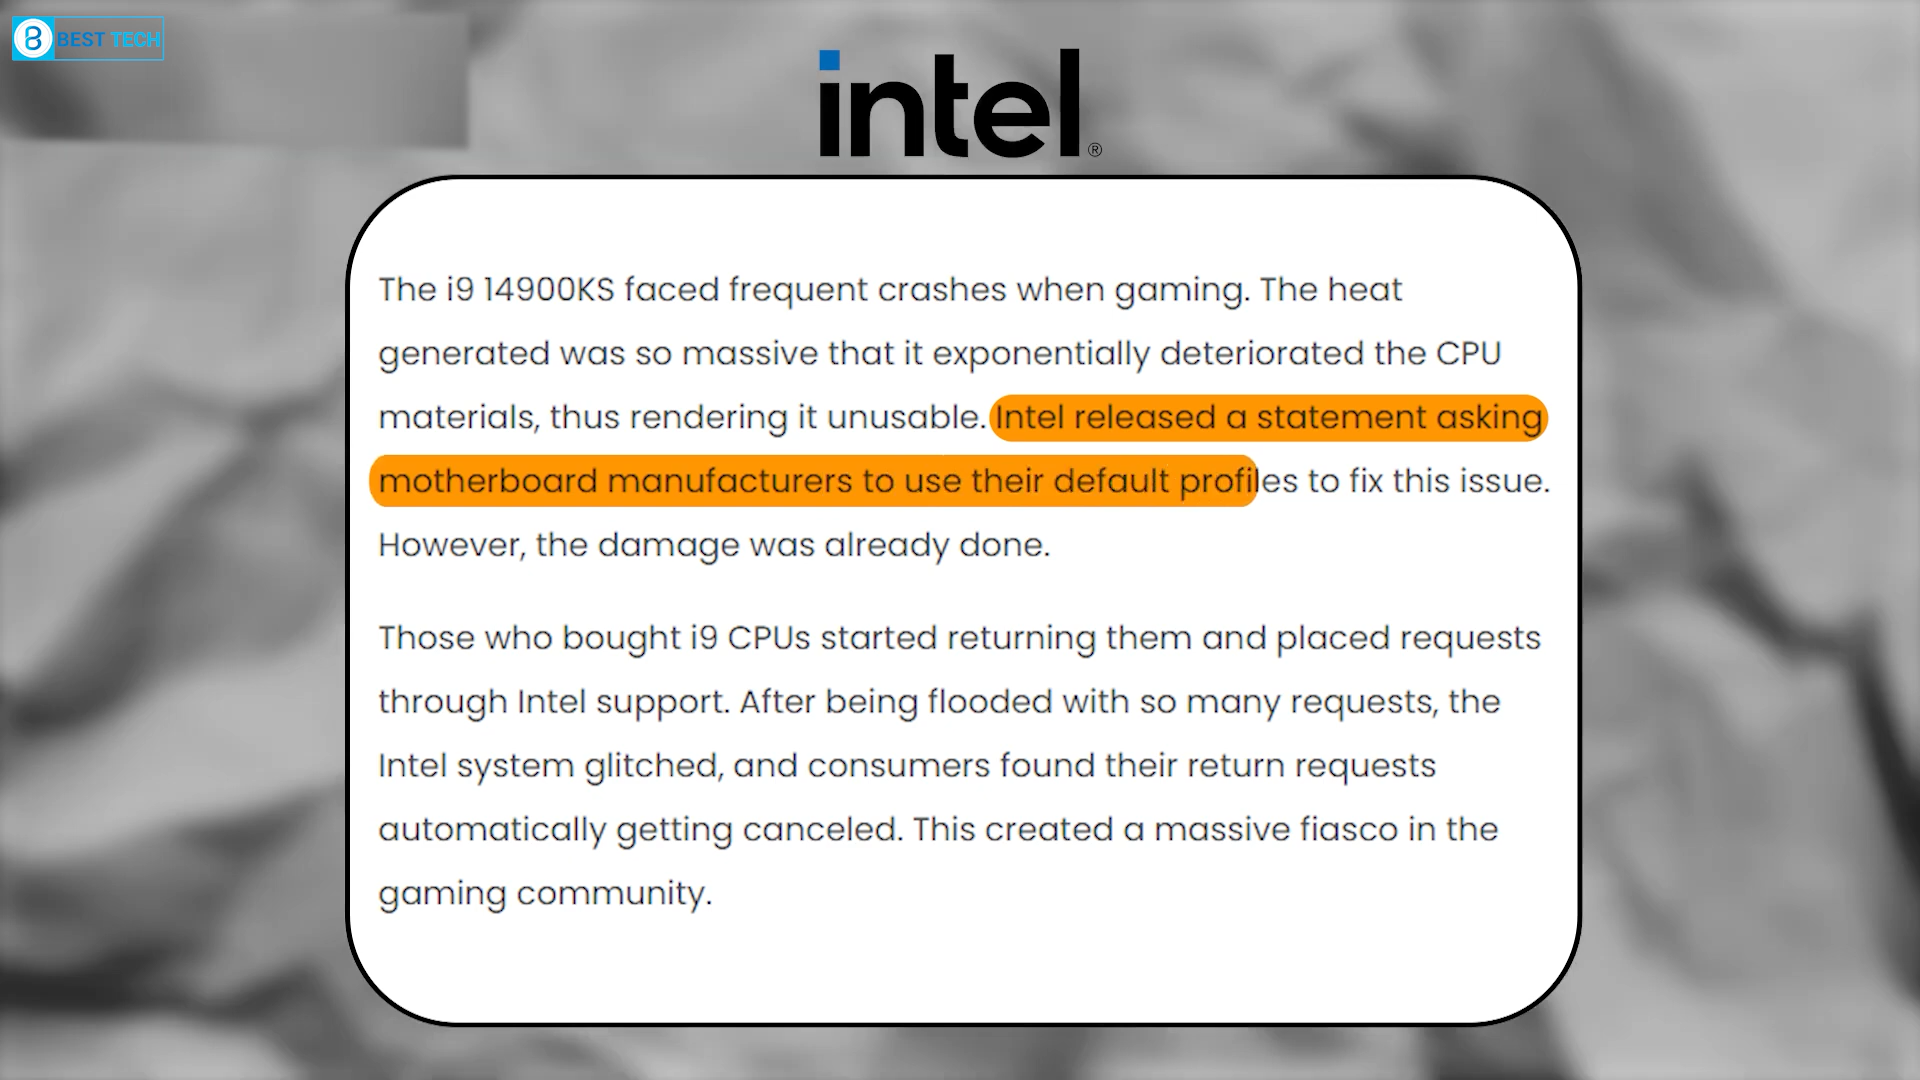 BEST TECH
intel®
The i9 14900KS faced frequent crashes when gaming. The heat
generated was so massive that it exponentially deteriorated the CPU
materials, thus rendering it unusable. Intel released a statement asking
motherboard manufacturers to use their default profiles to fix this issue.
However, the damage was already done.
Those who bought i9 CPUs started returning them and placed requests
through Intel support. After being flooded with so many requests, the
Intel system glitched, and consumers found their return requests
automatically getting canceled. This created a massive fiasco in the
gaming community.